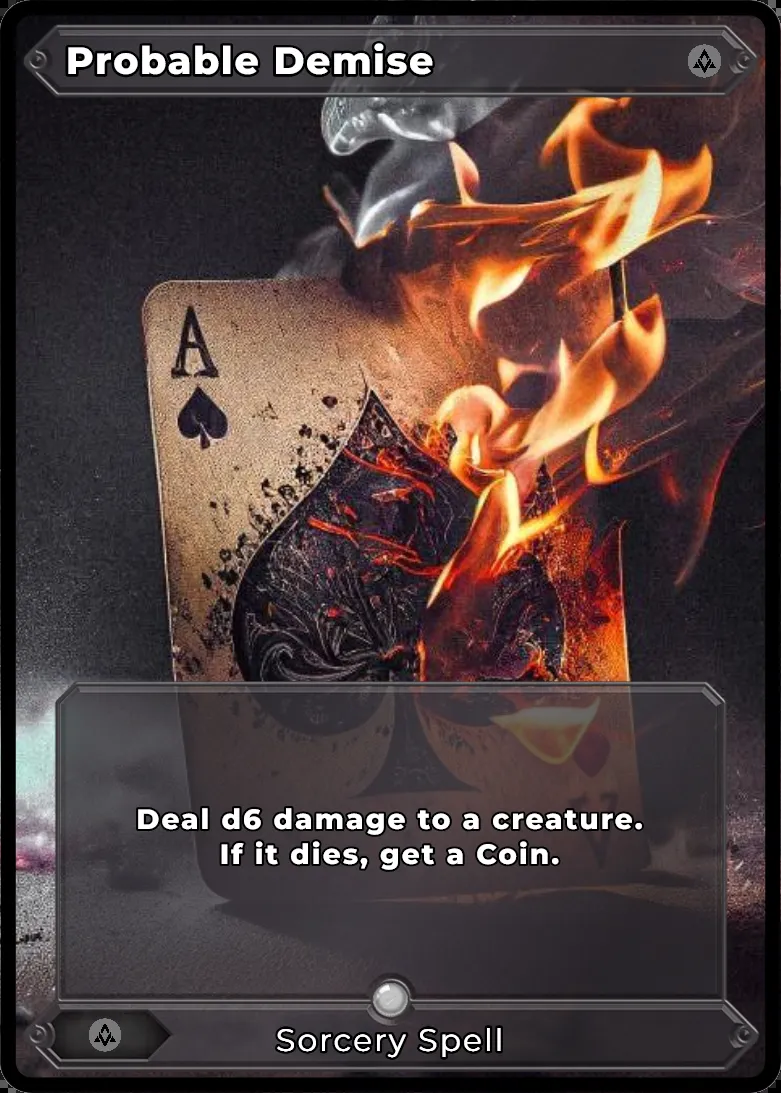 Probable Demise
A
Deal d6 damage to a creature.
If it dies, get a Coin.
Sorcery Spell